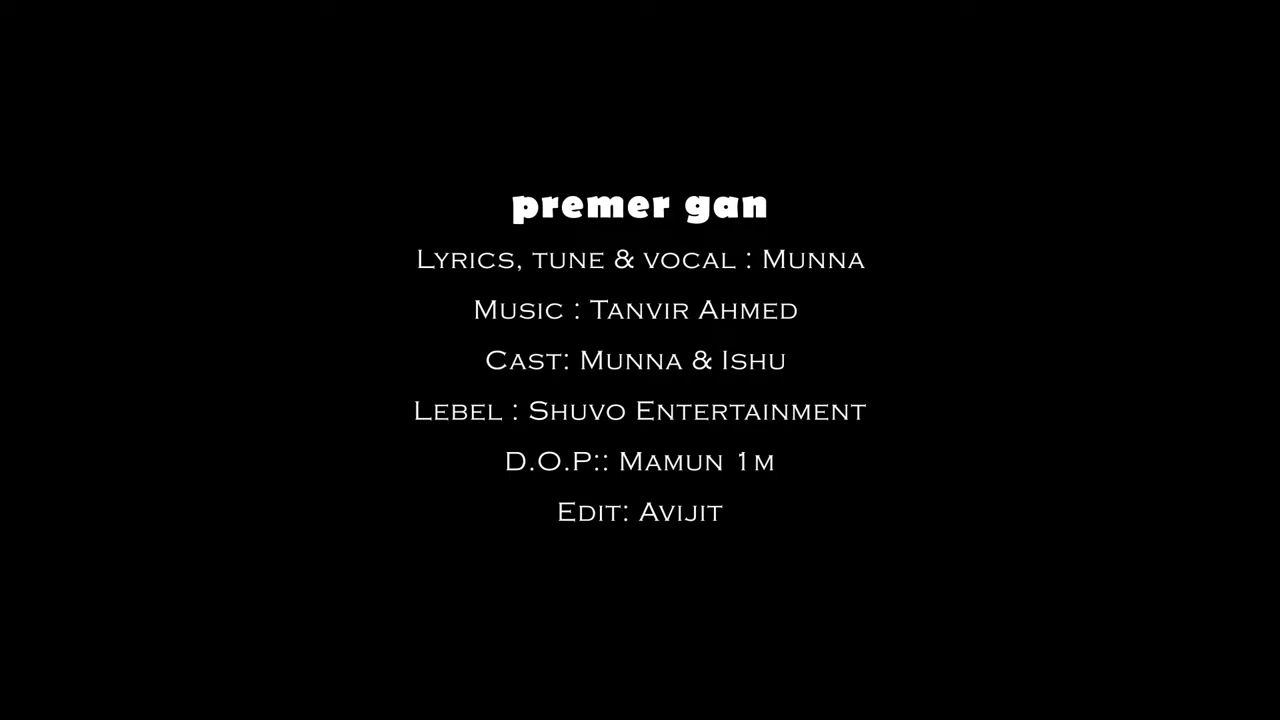 premer gan
Lyrics, tune & vocal : Munna
Music : Tanvir Ahmed
Cast: Munna & Ishu
Lebel : Shuvo Entertainment
D.O.P:: Mamun 1m
Edit: Avijit